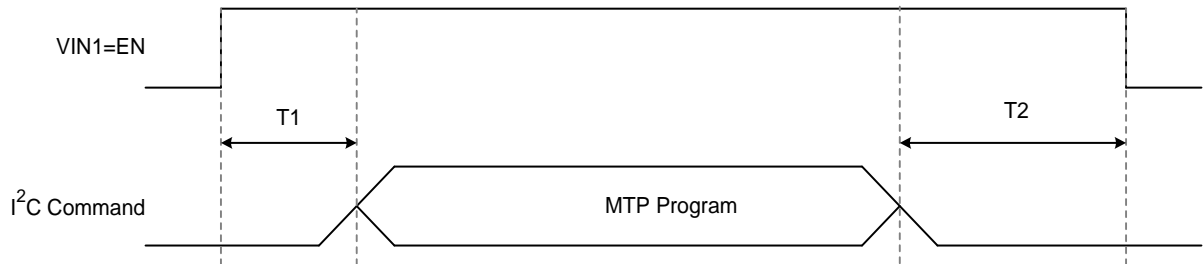 VIN1=EN
T1
T2
I²C Command
MTP Program